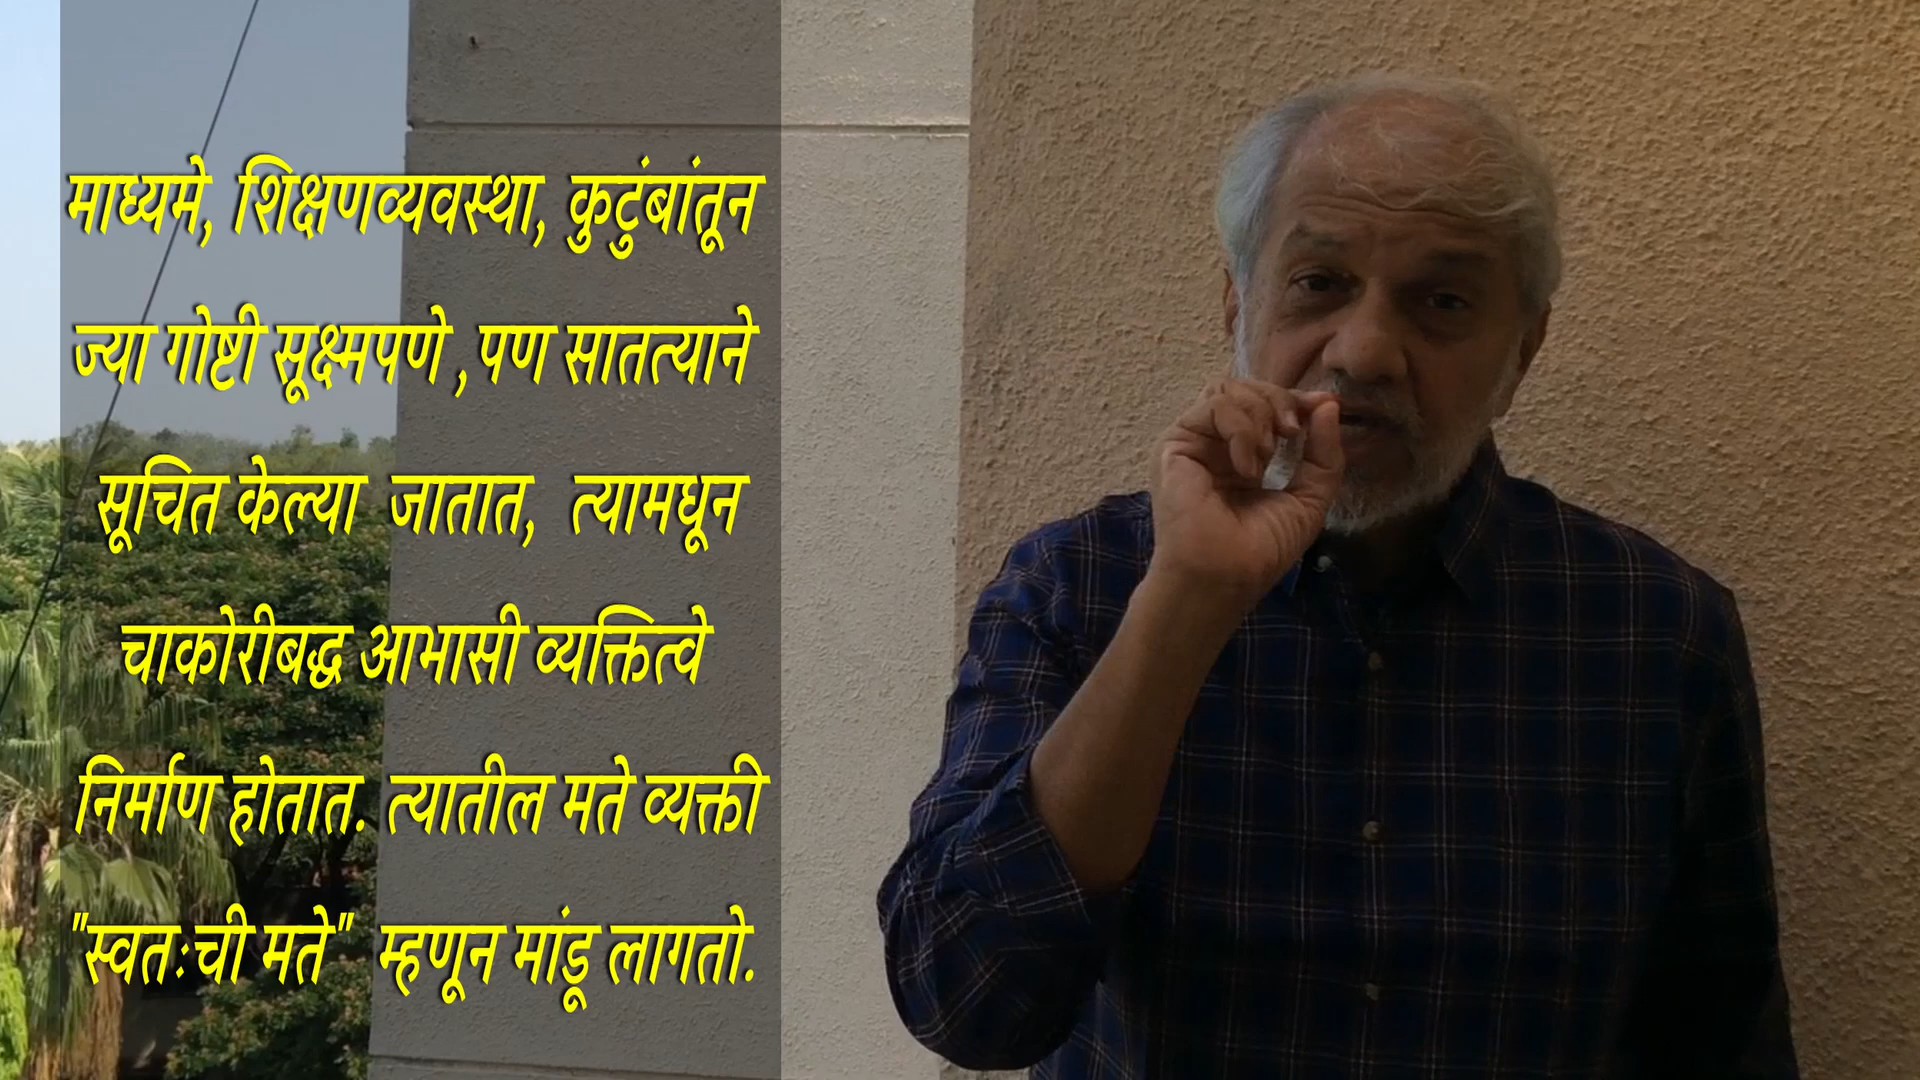 माध्यमे, शिक्षणव्यवस्था, कुटुंबांतून
ज्या गोष्टी सूक्ष्मपणे ,पण सातत्याने
सूचित केल्या जातात, त्यामधून
चाकोरीबद्ध आभासी व्यक्तित्वे
निर्माण होतात. त्यातील मते व्यक्ती
"स्वतःची मते" म्हणून मांडू लागतो.